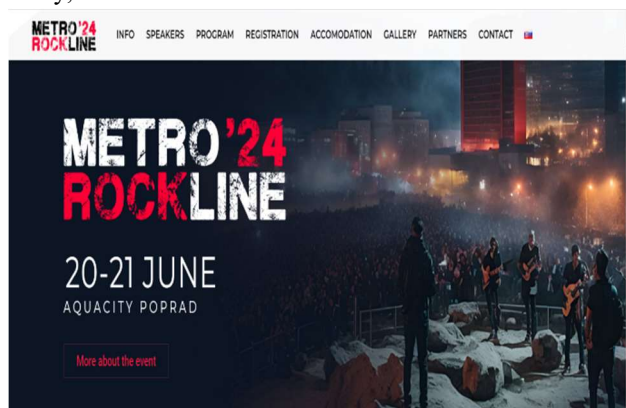 METRO'24
ROCKLINE
INFO SPEAKERS PROGRAM REGISTRATION ACCOMODATION GALLERY PARTNERS CONTACT
METRO'24
ROCKLINE
20-21 JUNE
AQUACITY POPRAD
More about the event